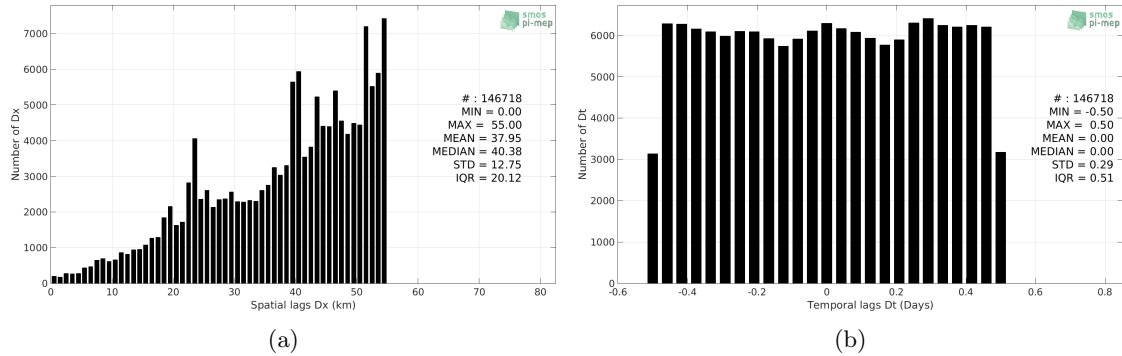 smos
pi-mep
7000
6000
5000
4000
3000
2000
1000
0
Number of Dx
# : 146718
MIN = 0.00
MAX = 55.00
MEAN = 37.95
MEDIAN = 40.38
STD = 12.75
IQR = 20.12
0 10 20 30 40 50 60 70 80
Spatial lags Dx (km)
(a)
smos
pi-mep
6000
5000
4000
3000
2000
1000
0
Number of Dt
# : 146718
MIN = -0.50
MAX = 0.50
MEAN = 0.00
MEDIAN = 0.00
STD = 0.29
IQR = 0.51
-0.6 -0.4 -0.2 0 0.2 0.4 0.6 0.8
Temporal lags Dt (Days)
(b)